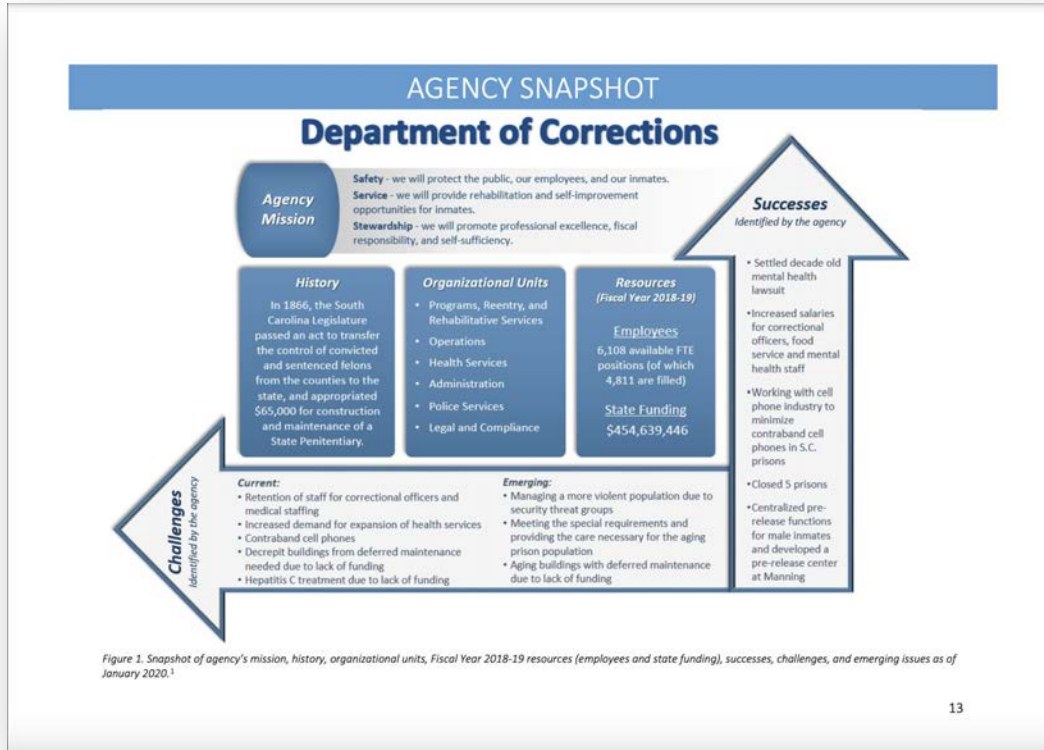 AGENCY SNAPSHOT
Department of Corrections
Agency
Mission
Safety - we will protect the public, our employees, and our inmates.
Service - we will provide rehabilitation and self-improvement
opportunities for inmates.
Stewardship - we will promote professional excellence, fiscal
responsibility, and self-sufficiency.
History
In 1866, the South
Carolina Legislature
passed an act to transfer
the control of convicted
and sentenced felons
from the counties to the
state, and appropriated
$65,000 for construction
and maintenance of a
State Penitentiary.
Organizational Units
• Programs, Reentry, and
Rehabilitative Services
• Operations
• Health Services
• Administration
• Police Services
• Legal and Compliance
Resources
(Fiscal Year 2018-19)
Employees
6,108 available FTE
positions (of which
4,811 are filled)
State Funding
$454,639,446
Successes
Identified by the agency
• Settled decade old
mental health
lawsuit
•Increased salaries
for correctional
officers, food
service and mental
health staff
•Working with cell
phone industry to
minimize
contraband cell
phones in S.C.
prisons
•Closed 5 prisons
•Centralized pre-
release functions
for male inmates
and developed a
pre-release center
at Manning
Challenges
Identified by the agency
Current:
• Retention of staff for correctional officers and
medical staffing
• Increased demand for expansion of health services
• Contraband cell phones
• Decrepit buildings from deferred maintenance
needed due to lack of funding
• Hepatitis C treatment due to lack of funding
Emerging:
• Managing a more violent population due to
security threat groups
• Meeting the special requirements and
providing the care necessary for the aging
prison population
• Aging buildings with deferred maintenance
due to lack of funding
Figure 1. Snapshot of agency's mission, history, organizational units, Fiscal Year 2018-19 resources (employees and state funding), successes, challenges, and emerging issues as of
January 2020.1
13